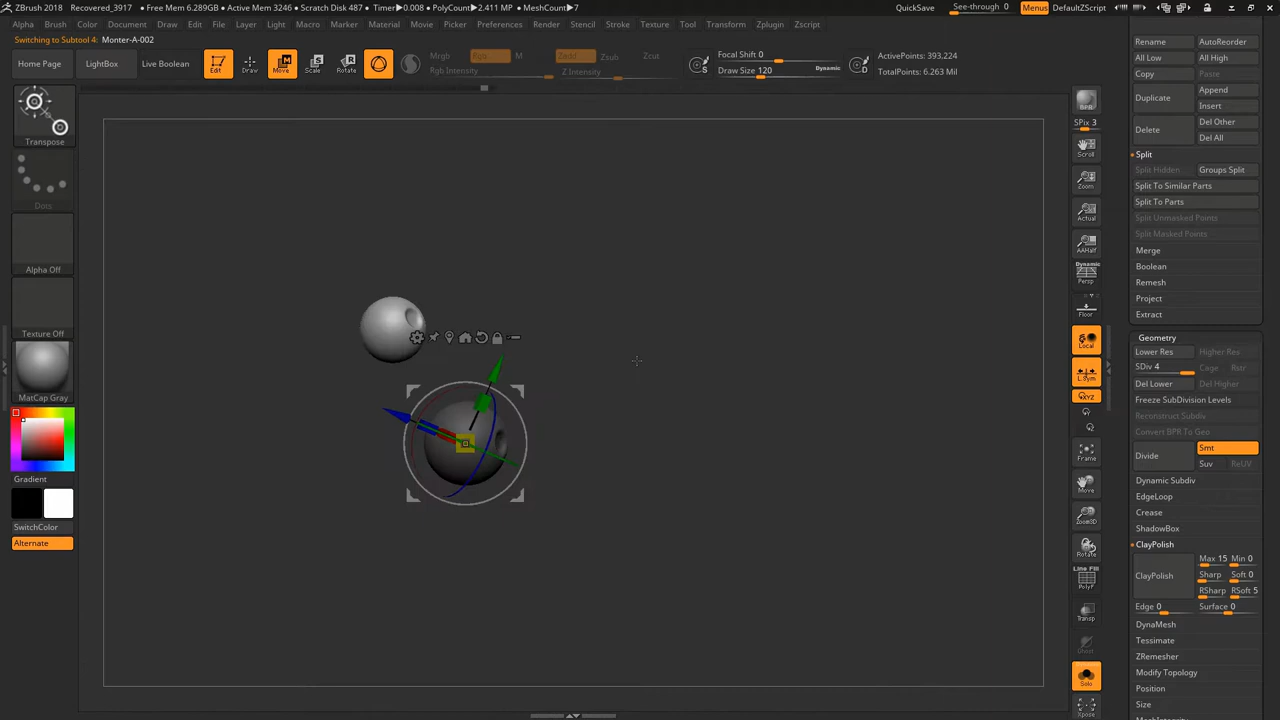 ZBrush 2018 Recovered_3917 • Free Mem 6.289GB • Active Mem 3246 • Scratch Disk 487 • Timer▶0.008 • PolyCount▶2.411 MP • MeshCount▶7 QuickSave See-through 0 Menus DefaultZScript
Alpha Brush Color Document Draw Edit File Layer Light Macro Marker Material Movie Picker Preferences Render Stencil Stroke Texture Tool Transform Zplugin Zscript
Switching to Subtool 4: Monter-A-002
Home Page LightBox Live Boolean Edit Draw Move Scale Rotate
Mrgb Rgb Zadd Zsub Zcut
Rgb Intensity Z Intensity
Focal Shift 0
Draw Size 120 Dynamic
ActivePoints: 393.224
TotalPoints: 6.263 Mil
Transpose
Dots
Alpha Off
Texture Off
MatCap Gray
Gradient
SwitchColor
Alternate
BPR
SPix 3
Scroll
Zoom
Actual
AAHalf
Dynamic
Persp
Floor
Local
L.Sym
XYZ
Frame
Move
Zoom3D
Rotate
Line Fill
PolyF
Transp
Ghost
Solo
Xpose
Rename AutoReorder
All Low All High
Copy Paste
Duplicate Append
Insert
Delete Del Other
Del All
Split
Split Hidden Groups Split
Split To Similar Parts
Split To Parts
Split Unmasked Points
Split Masked Points
Merge
Boolean
Remesh
Project
Extract
Geometry
Lower Res Higher Res
SDiv 4 Cage Rstr
Del Lower Del Higher
Freeze SubDivision Levels
Reconstruct Subdiv
Convert BPR To Geo
Divide Smt
Suv ReUV
Dynamic Subdiv
EdgeLoop
Crease
ShadowBox
ClayPolish
ClayPolish Max 15 Min 0
Sharp Soft 0
RSharp RSoft 5
Edge 0 Surface 0
DynaMesh
Tessimate
ZRemesher
Modify Topology
Position
Size